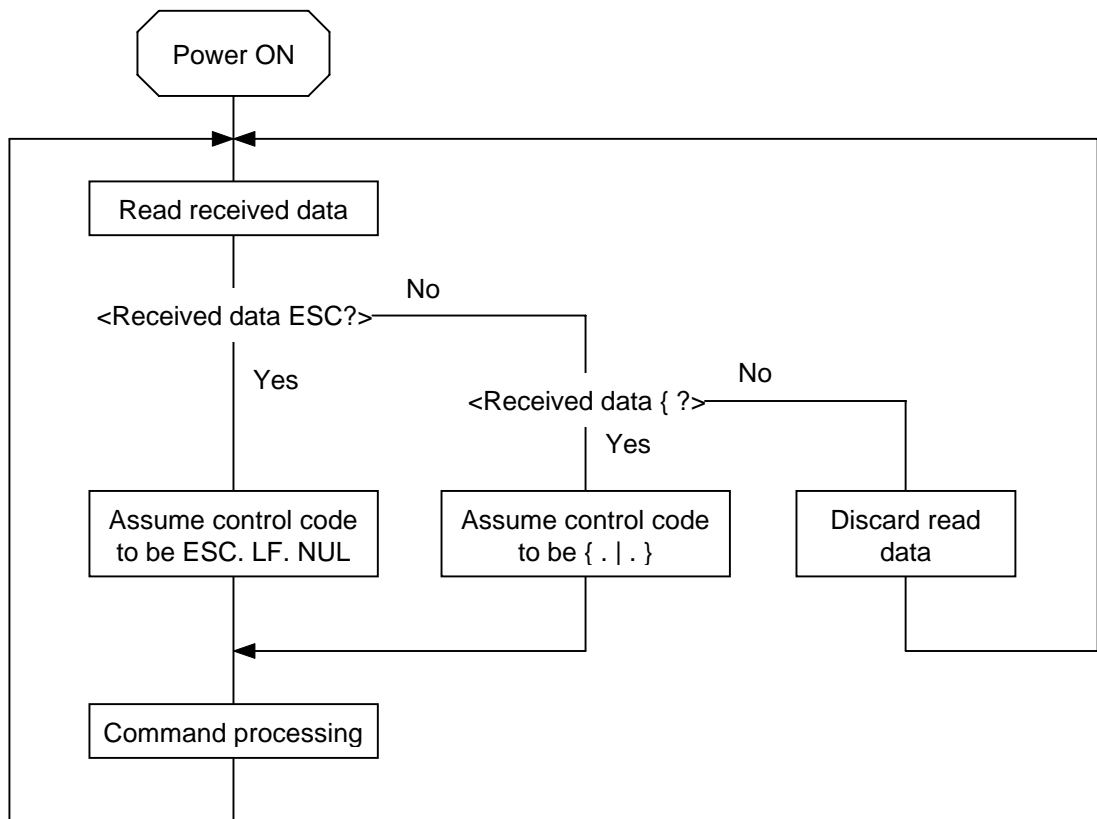 Power ON
Read received data
No
<Received data ESC?>
Yes
No
<Received data { ?>
Yes
Assume control code
to be ESC. LF. NUL
Assume control code
to be { . | . }
Discard read
data
Command processing